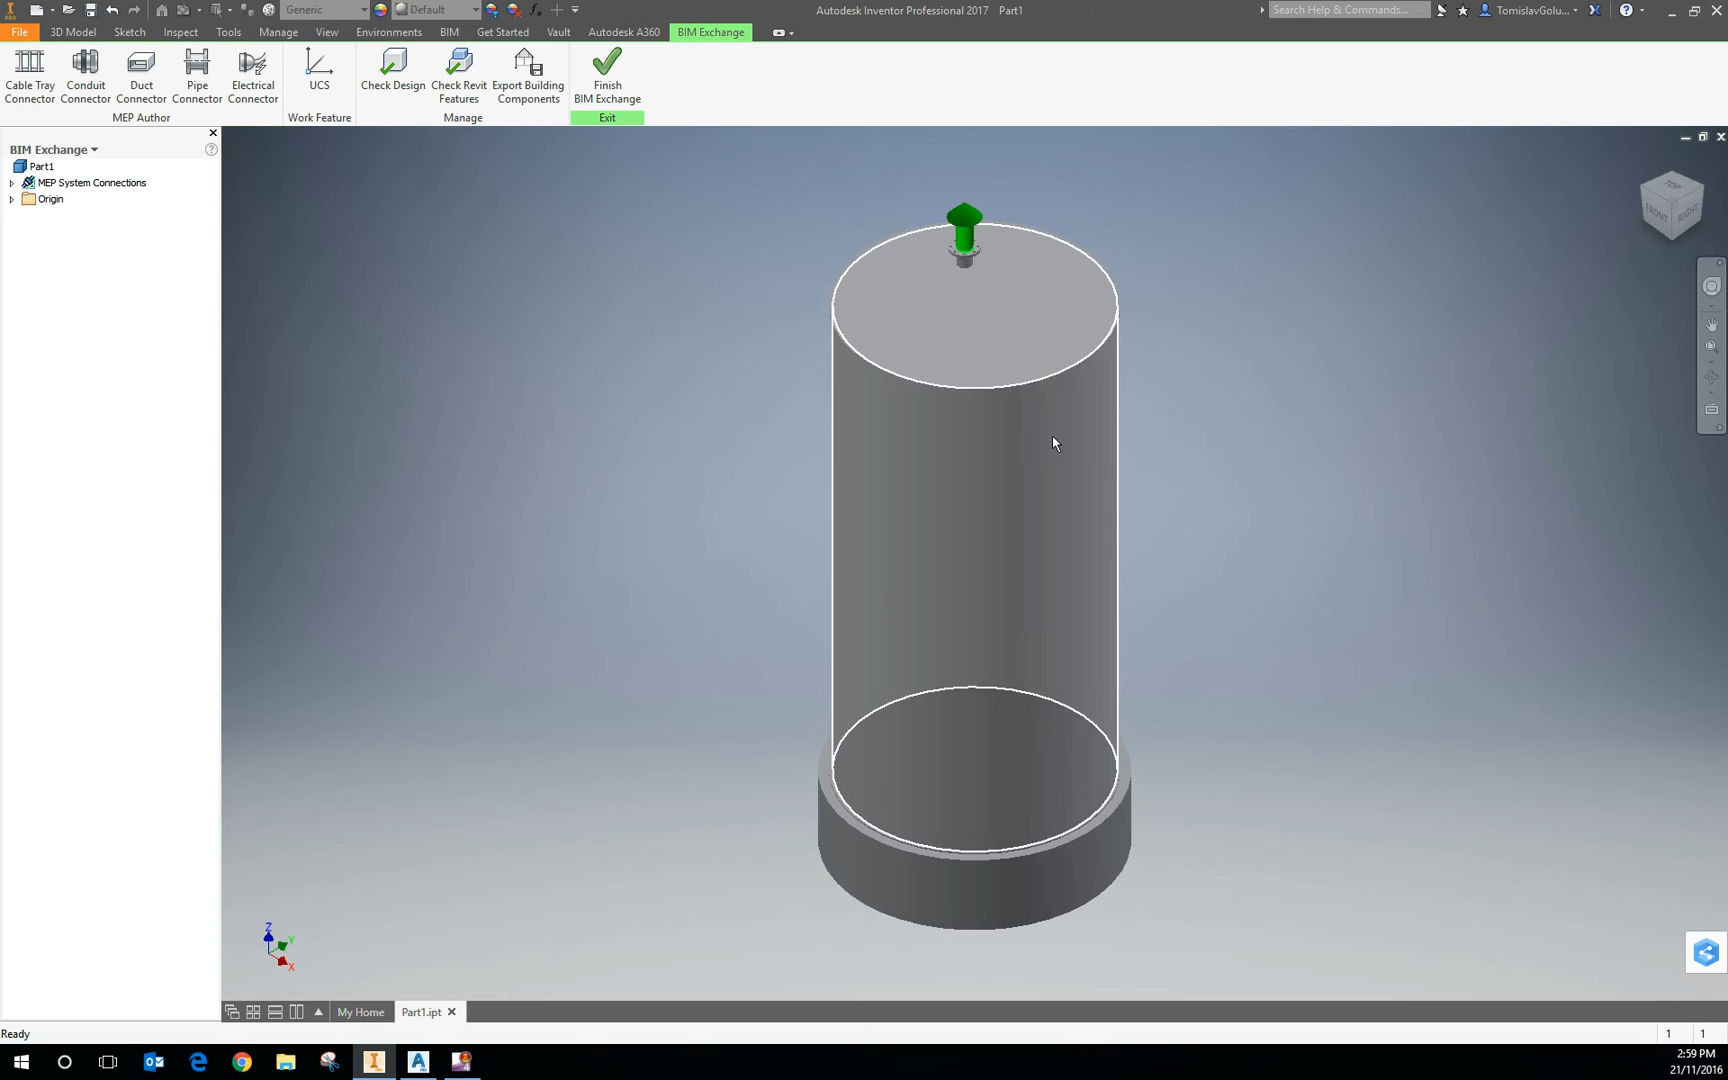 Generic
Default
Autodesk Inventor Professional 2017 Part1
Search Help & Commands...
TomislavGolu...
File 3D Model Sketch Inspect Tools Manage View Environments BIM Get Started Vault Autodesk A360 BIM Exchange
Cable Tray Conduit Duct Pipe Electrical UCS Check Design Check Revit Export Building Finish
Connector Connector Connector Connector Connector Features Components BIM Exchange
MEP Author Work Feature Manage Exit
BIM Exchange
Part1
MEP System Connections
Origin
TOP
FRONT RIGHT
Z
Y
X
My Home Part1.ipt
Ready 1 1
2:59 PM
21/11/2016